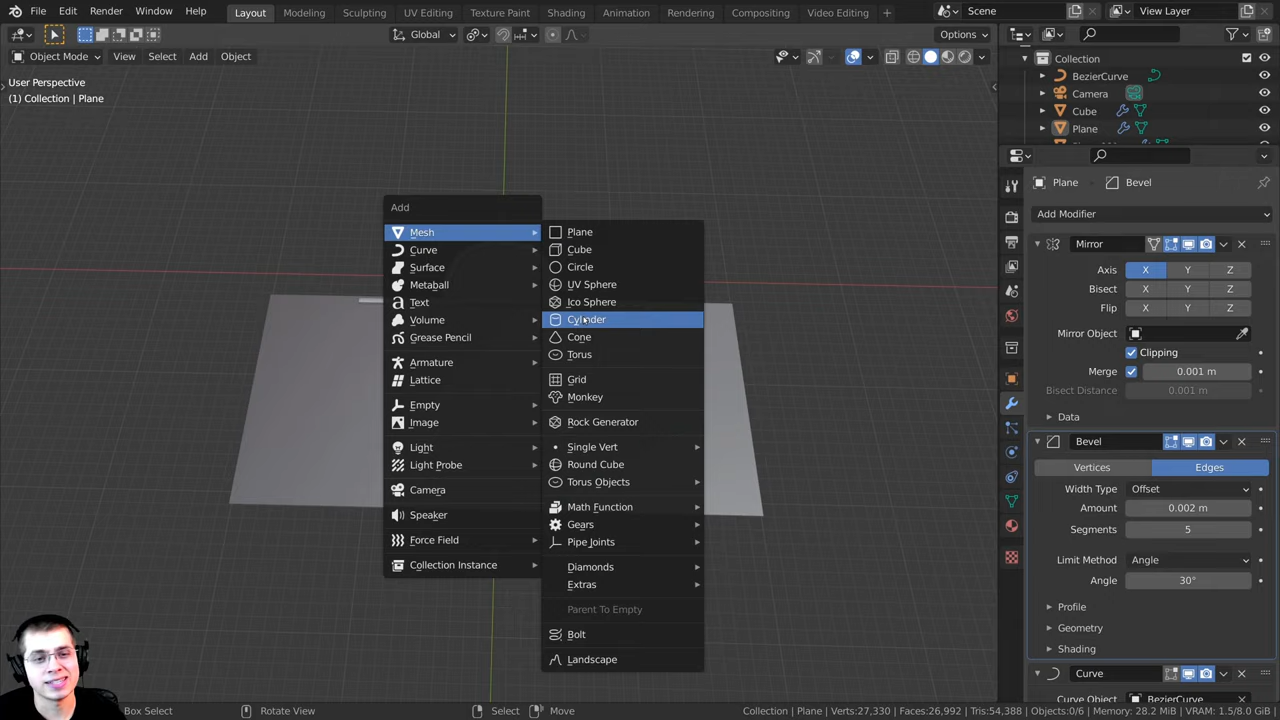 File Edit Render Window Help Layout Modeling Sculpting UV Editing Texture Paint Shading Animation Rendering Compositing Video Editing + Scene View Layer
Global Options
Object Mode View Select Add Object
User Perspective
(1) Collection | Plane
Collection
BezierCurve
Camera
Cube
Plane
Add
Mesh
Curve
Surface
Metaball
Text
Volume
Grease Pencil
Armature
Lattice
Empty
Image
Light
Light Probe
Camera
Speaker
Force Field
Collection Instance
Plane
Cube
Circle
UV Sphere
Ico Sphere
Cylinder
Cone
Torus
Grid
Monkey
Rock Generator
Single Vert
Round Cube
Torus Objects
Math Function
Gears
Pipe Joints
Diamonds
Extras
Parent To Empty
Bolt
Landscape
Plane Bevel
Add Modifier
Mirror
Axis X Y Z
Bisect X Y Z
Flip X Y Z
Mirror Object
Clipping
Merge 0.001 m
Bisect Distance 0.001 m
Data
Bevel
Vertices Edges
Width Type Offset
Amount 0.002 m
Segments 5
Limit Method Angle
Angle 30°
Profile
Geometry
Shading
Curve
Curve Object BezierCurve
Box Select Rotate View Select Move Collection | Plane Verts:27,330 | Faces:26,992 | Tris:54,388 | Objects:0/6 | Memory: 28.2 MiB | VRAM: 1.5/8.0 GiB